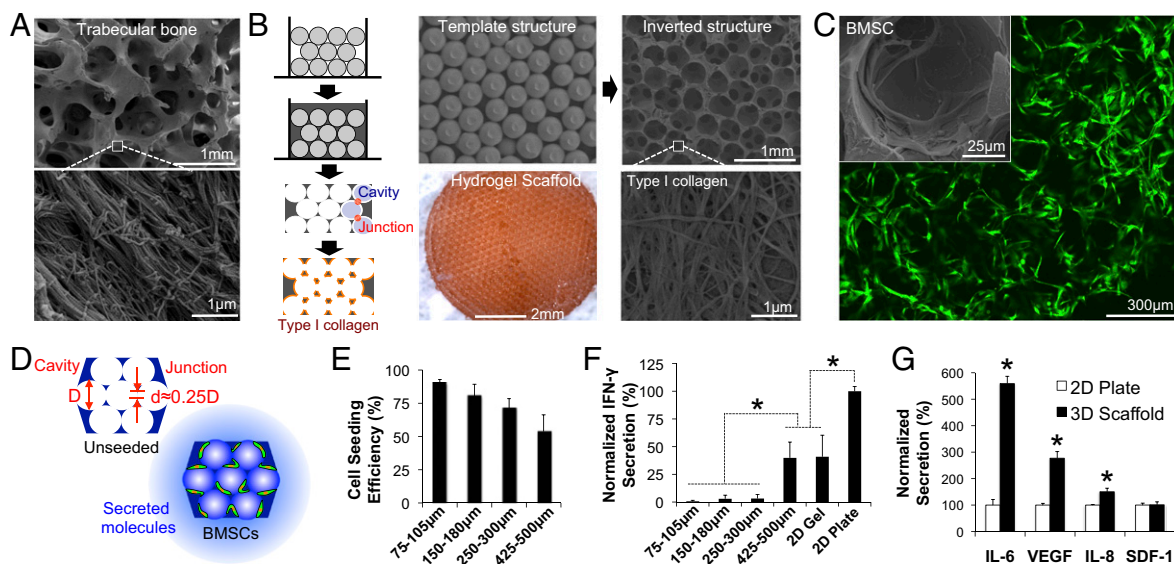 A
Trabecular bone
1mm
1µm
B
Cavity
Junction
Type I collagen
Template structure
Inverted structure
1mm
Hydrogel Scaffold
2mm
Type I collagen
1µm
C
BMSC
25µm
300µm
D
Cavity
Junction
D
d≈0.25D
Unseeded
Secreted
molecules
BMSCs
E
Cell Seeding
Efficiency (%)
100
75
50
25
0
75-105µm
150-180µm
250-300µm
425-500µm
F
Normalized IFN-γ
Secretion (%)
125
100
75
50
25
0
*
*
75-105µm
150-180µm
250-300µm
425-500µm
2D Gel
2D Plate
G
Normalized
Secretion (%)
600
500
400
300
200
100
0
2D Plate
3D Scaffold
*
*
*
IL-6 VEGF IL-8 SDF-1